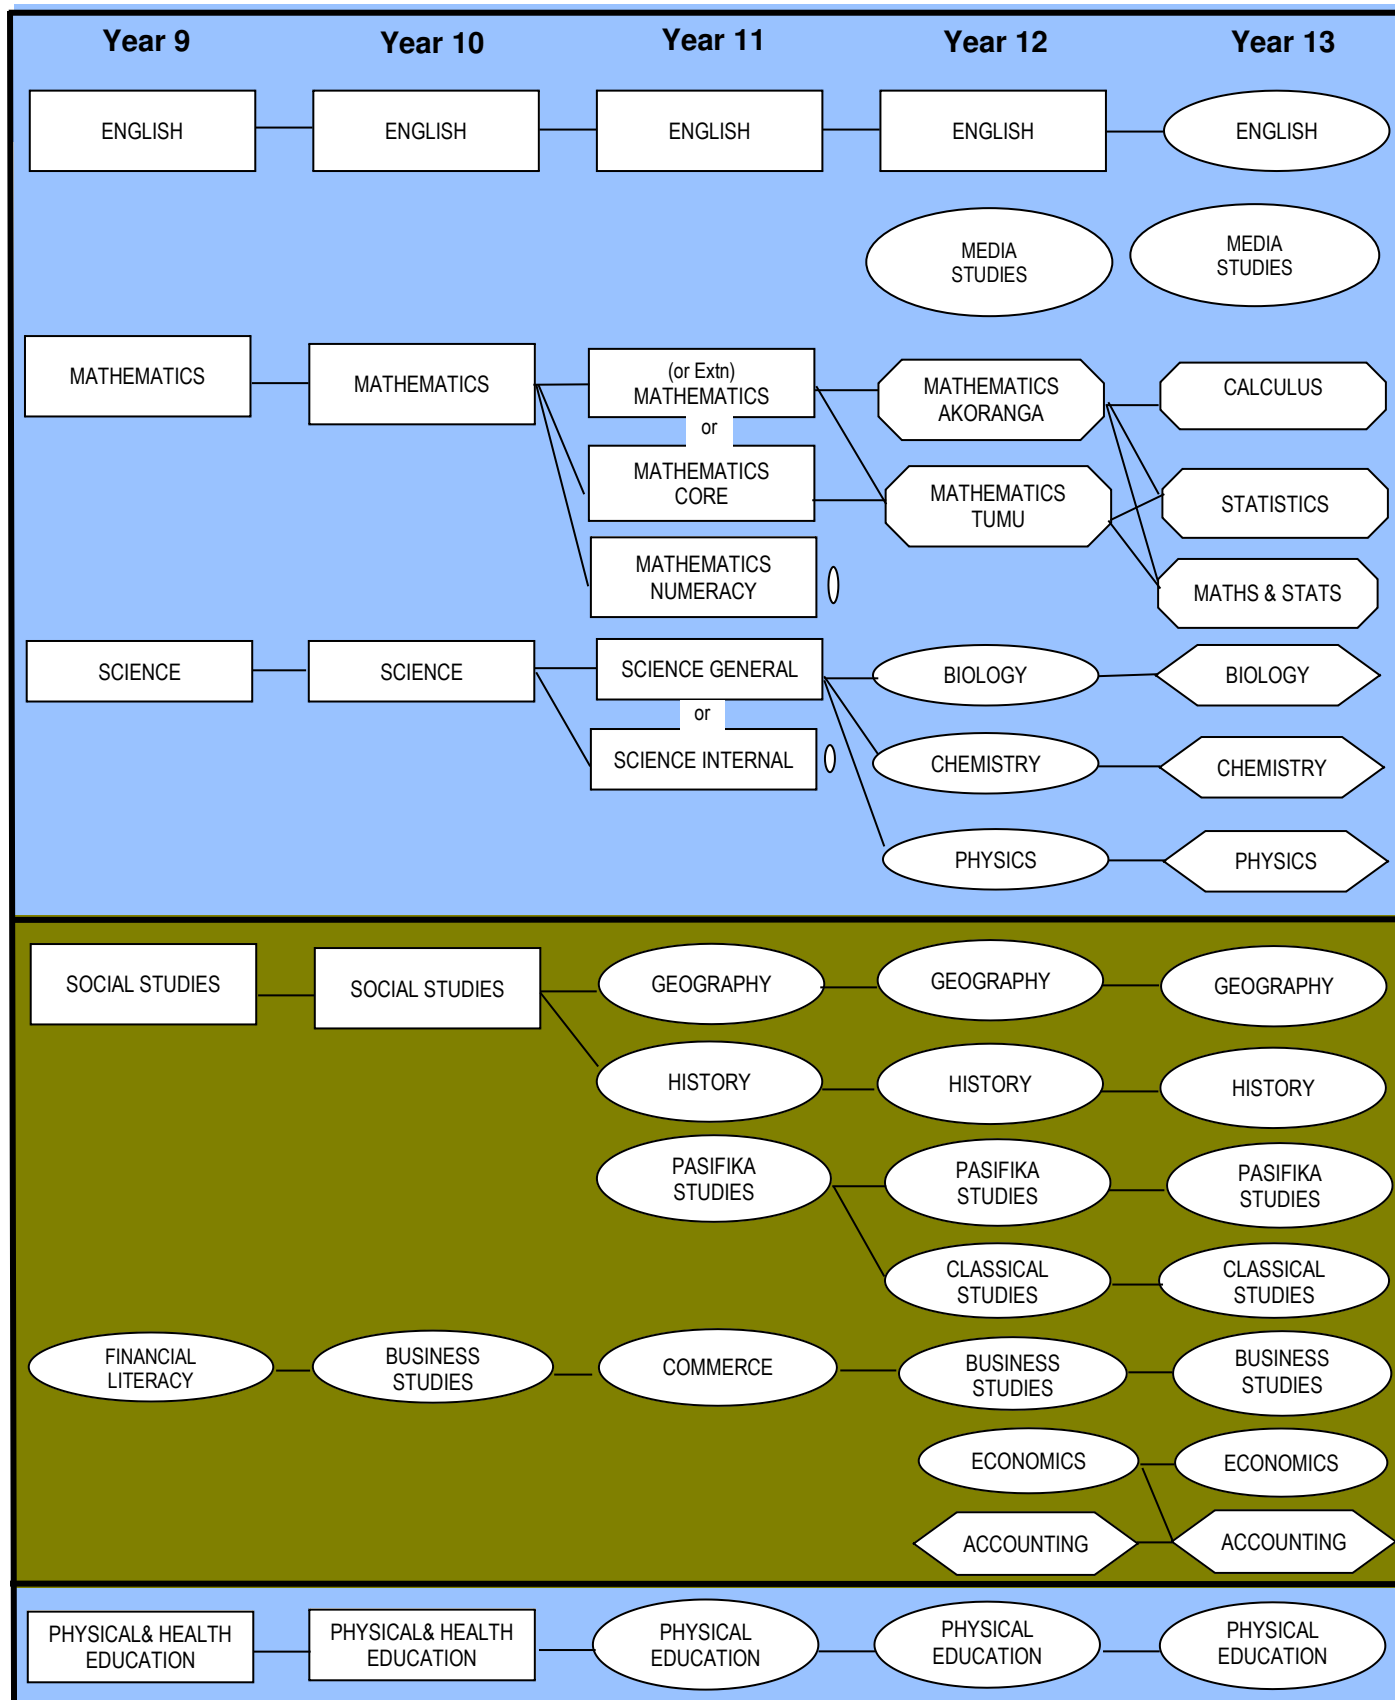 Year 9 Year 10 Year 11 Year 12 Year 13
ENGLISH ENGLISH ENGLISH ENGLISH ENGLISH
MEDIA
STUDIES
MEDIA
STUDIES
MATHEMATICS
MATHEMATICS
(or Extn)
MATHEMATICS
or
MATHEMATICS
CORE
MATHEMATICS
NUMERACY
MATHEMATICS
AKORANGA
MATHEMATICS
TUMU
CALCULUS
STATISTICS
MATHS & STATS
SCIENCE
SCIENCE
SCIENCE GENERAL
or
SCIENCE INTERNAL
BIOLOGY
BIOLOGY
CHEMISTRY
CHEMISTRY
PHYSICS
PHYSICS
SOCIAL STUDIES
SOCIAL STUDIES
GEOGRAPHY
GEOGRAPHY
GEOGRAPHY
HISTORY
HISTORY
HISTORY
PASIFIKA
STUDIES
PASIFIKA
STUDIES
PASIFIKA
STUDIES
CLASSICAL
STUDIES
CLASSICAL
STUDIES
FINANCIAL
LITERACY
BUSINESS
STUDIES
COMMERCE
BUSINESS
STUDIES
BUSINESS
STUDIES
ECONOMICS
ECONOMICS
ACCOUNTING
ACCOUNTING
PHYSICAL& HEALTH
EDUCATION
PHYSICAL& HEALTH
EDUCATION
PHYSICAL
EDUCATION
PHYSICAL
EDUCATION
PHYSICAL
EDUCATION